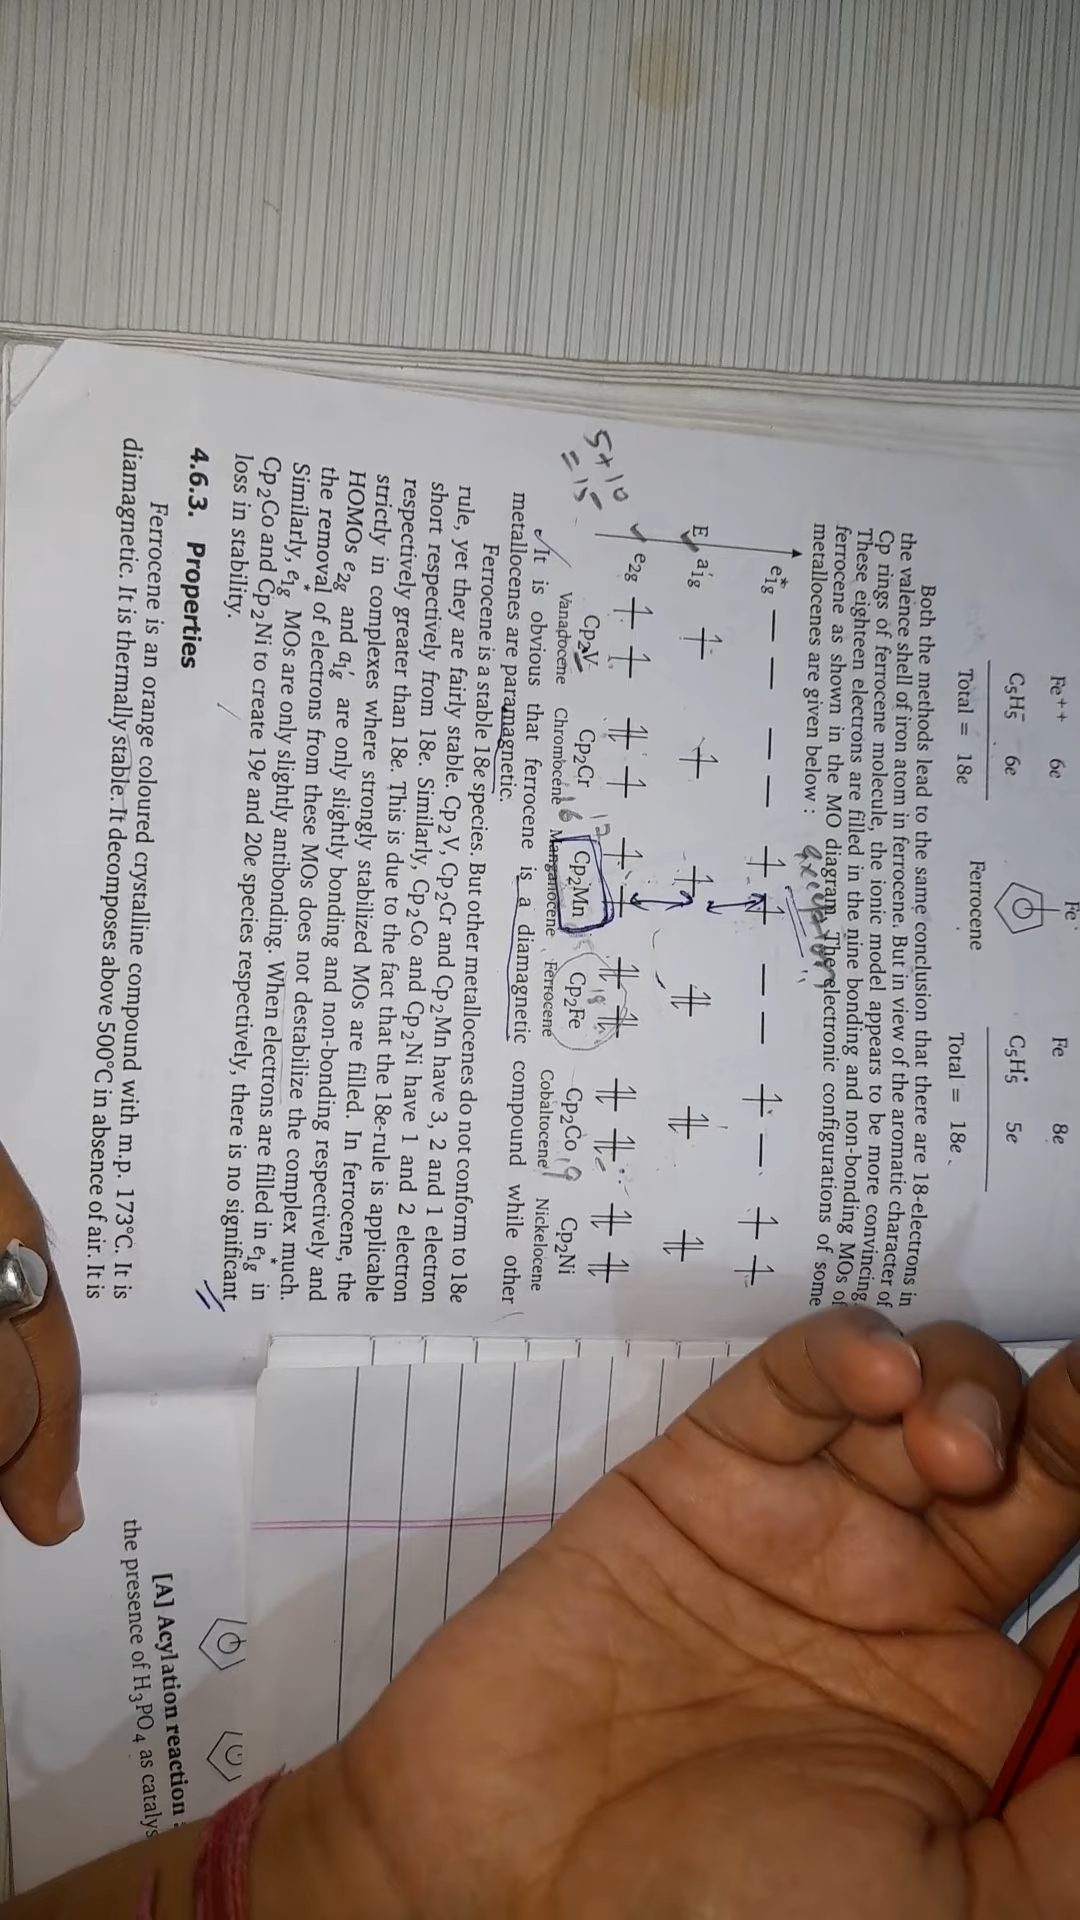 Fe++ 6e Fe Fe 8e
C5H5- 6e C5H5• 5e
Total = 18e Ferrocene Total = 18e
Both the methods lead to the same conclusion that there are 18-electrons in
the valence shell of iron atom in ferrocene. But in view of the aromatic character of
Cp rings of ferrocene molecule, the ionic model appears to be more convincing.
These eighteen electrons are filled in the nine bonding and non-bonding MOs of
ferrocene as shown in the MO diagram. The electronic configurations of some
metallocenes are given below :
e*1g
E a'1g
e2g
5+10
=15
Cp2V Cp2Cr Cp2Mn Cp2Fe Cp2Co 19 Cp2Ni
Vanadocene Chromocene 16 Manganocene Ferrocene Cobaltocene Nickelocene
It is obvious that ferrocene is a diamagnetic compound while other
metallocenes are paramagnetic.
Ferrocene is a stable 18e species. But other metallocenes do not conform to 18e
rule, yet they are fairly stable. Cp2V, Cp2Cr and Cp2Mn have 3, 2 and 1 electron
short respectively from 18e. Similarly, Cp2Co and Cp2Ni have 1 and 2 electron
respectively greater than 18e. This is due to the fact that the 18e-rule is applicable
strictly in complexes where strongly stabilized MOs are filled. In ferrocene, the
HOMOs e2g and a'1g are only slightly bonding and non-bonding respectively and
the removal of electrons from these MOs does not destabilize the complex much.
Similarly, e*1g MOs are only slightly antibonding. When electrons are filled in e*1g in
Cp2Co and Cp2Ni to create 19e and 20e species respectively, there is no significant
loss in stability.
4.6.3. Properties
Ferrocene is an orange coloured crystalline compound with m.p. 173°C. It is
diamagnetic. It is thermally stable. It decomposes above 500°C in absence of air. It is
[A] Acylation reaction :
the presence of H3PO4 as catalys